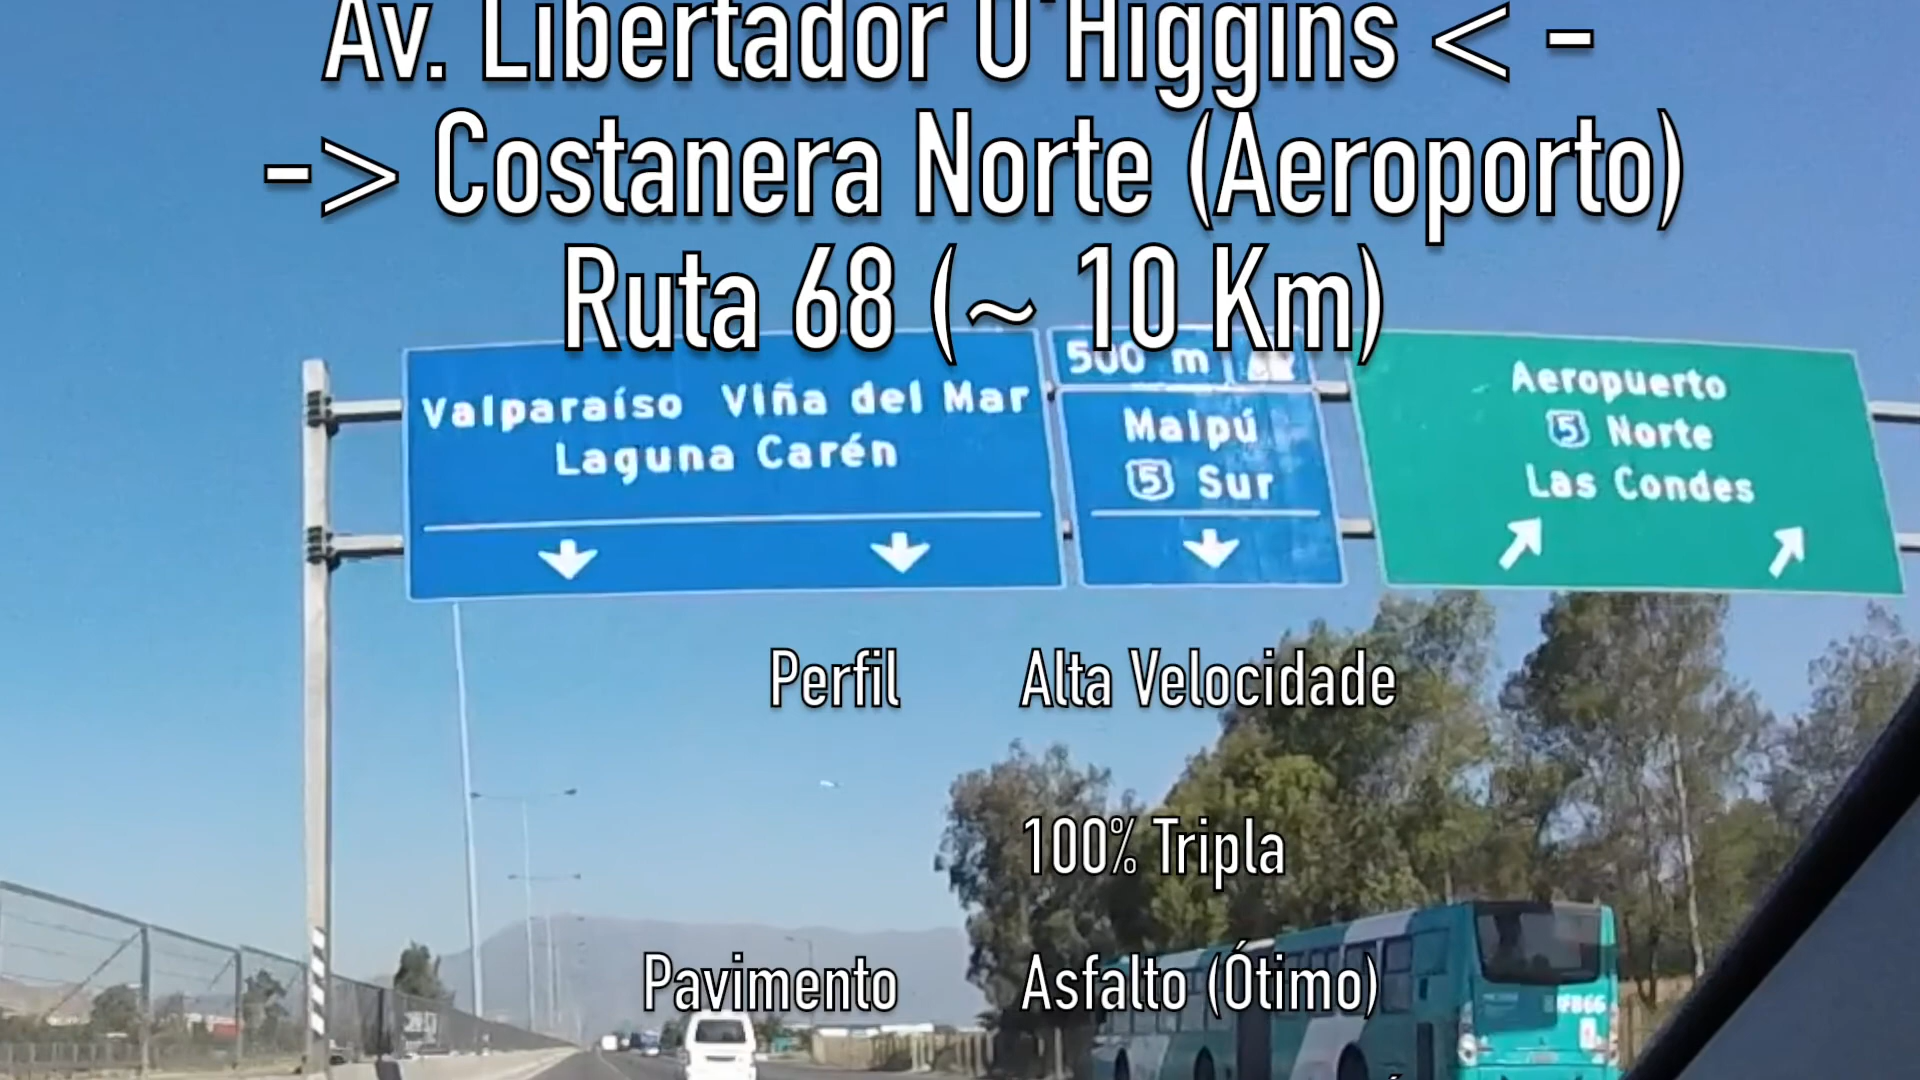 Av. Libertador O'Higgins < -
-> Costanera Norte (Aeroporto)
Ruta 68 (~ 10 Km)
500 m
Valparaíso Viña del Mar
Laguna Carén
Maipú
5 Sur
Aeropuerto
5 Norte
Las Condes
Perfil Alta Velocidade
100% Tripla
Pavimento Asfalto (Ótimo)